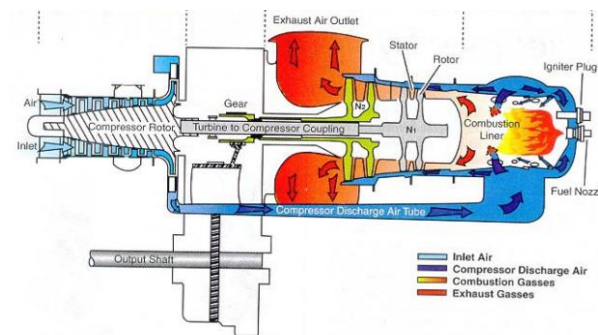 Exhaust Air Outlet
Stator
Rotor
Igniter Plug
Air
Gear
N2
Compressor Rotor
Turbine to Compressor Coupling
N1
Combustion
Liner
Inlet
Fuel Nozz
Compressor Discharge Air Tube
Output Shaft
Inlet Air
Compressor Discharge Air
Combustion Gasses
Exhaust Gasses